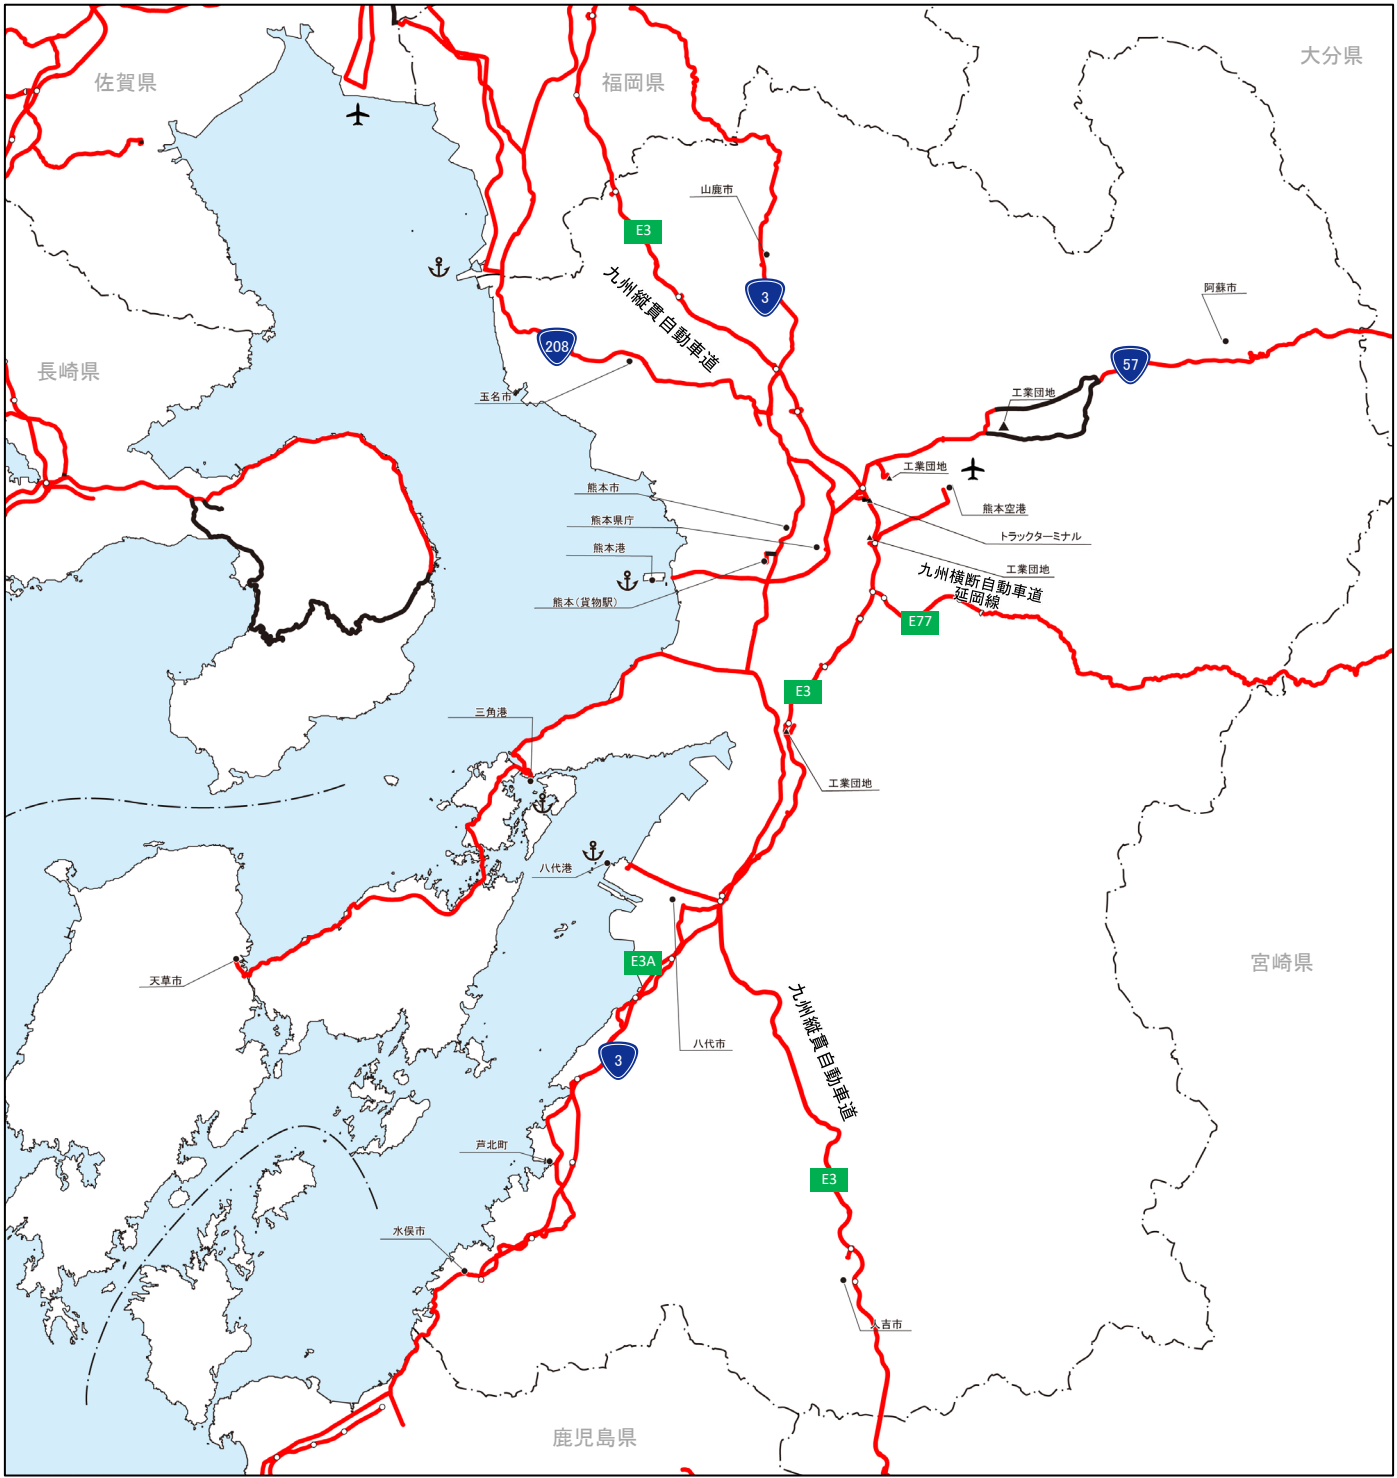 大分県
佐賀県
福岡県
山鹿市
E3
九州縦貫自動車道
3
阿蘇市
208
57
長崎県
玉名市
工業団地
工業団地
熊本市
熊本空港
熊本県庁
トラックターミナル
熊本港
工業団地
九州横断自動車道
延岡線
熊本(貨物駅)
E77
E3
三角港
工業団地
八代港
E3A
宮崎県
天草市
九州縦貫自動車道
八代市
3
芦北町
E3
水俣市
人吉市
鹿児島県